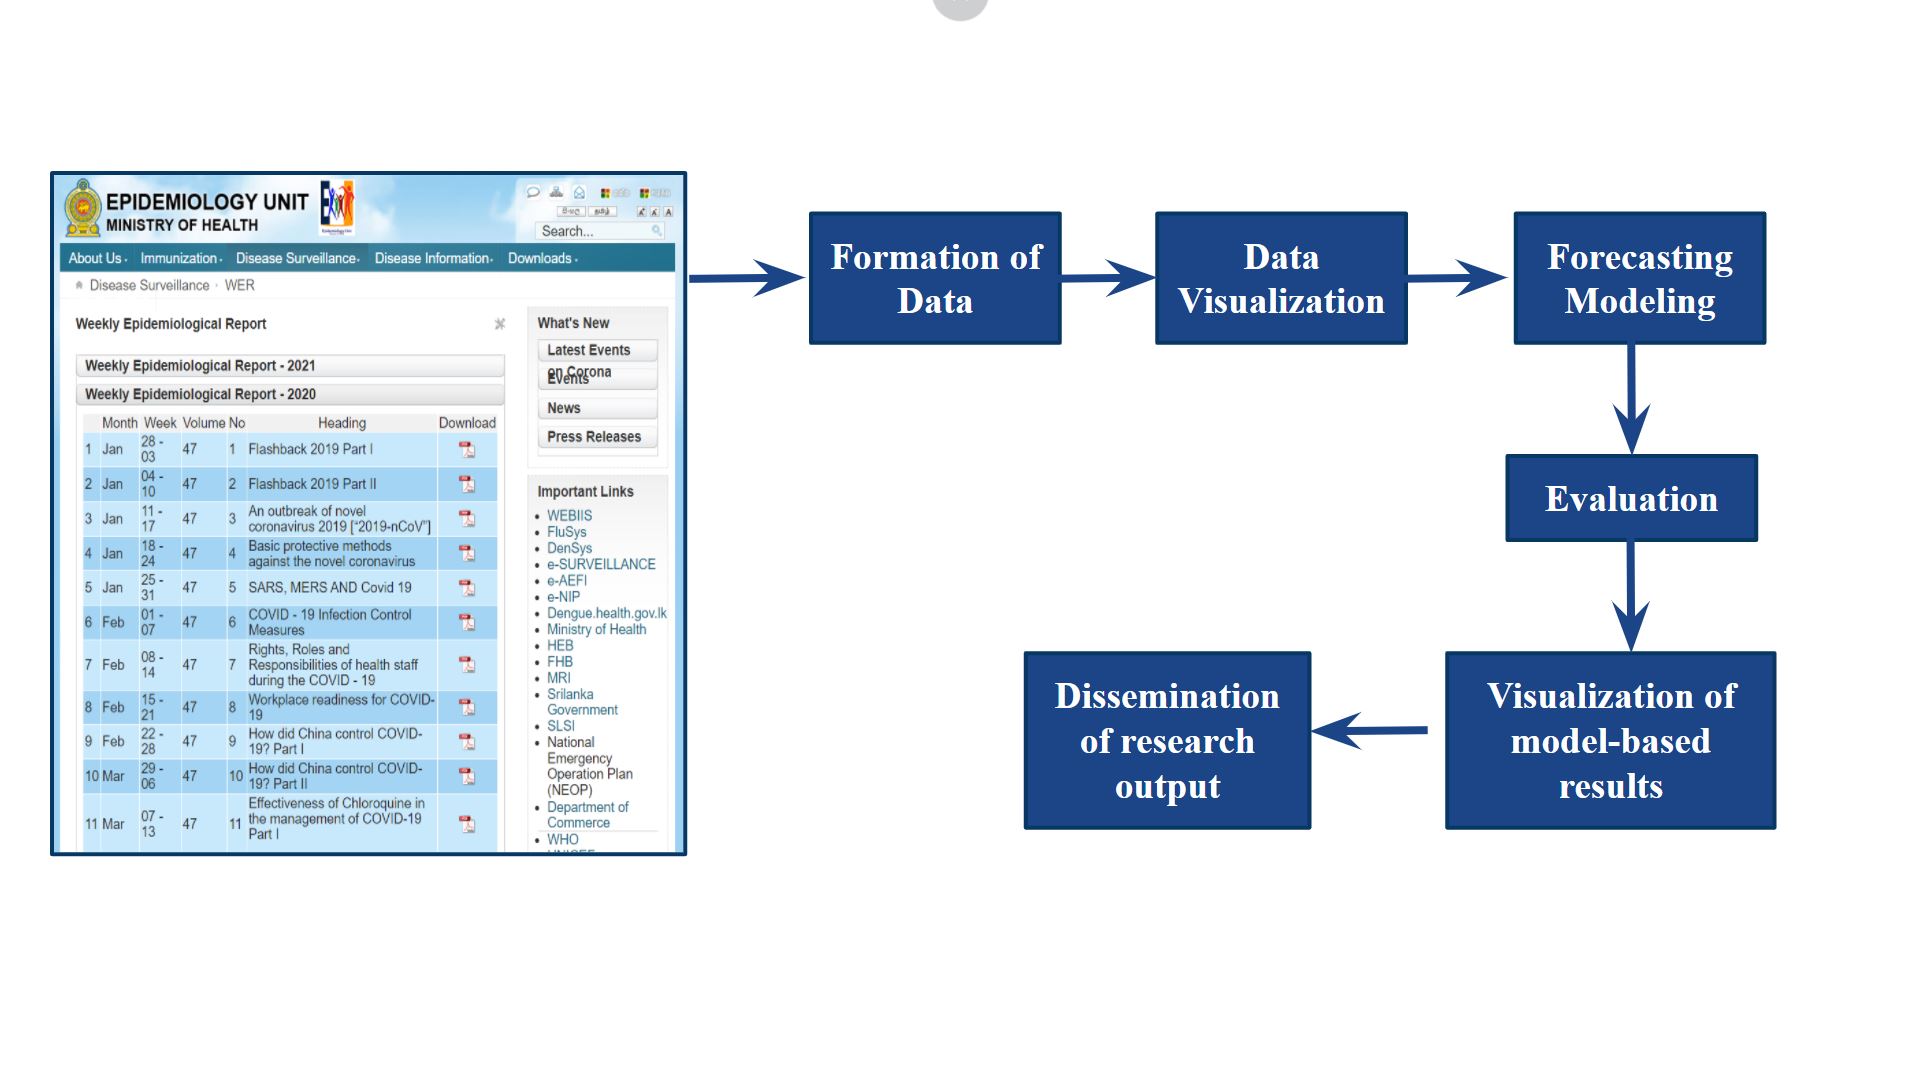 EPIDEMIOLOGY UNIT
MINISTRY OF HEALTH
Search...
About Us
Immunization
Disease Surveillance
Disease Information
Downloads
Disease Surveillance · WER
Weekly Epidemiological Report
Weekly Epidemiological Report - 2021
Weekly Epidemiological Report - 2020
Month Week Volume No Heading Download
1 Jan 28 - 03 47 1 Flashback 2019 Part I
2 Jan 04 - 10 47 2 Flashback 2019 Part II
3 Jan 11 - 17 47 3 An outbreak of novel coronavirus 2019 ["2019-nCoV"]
4 Jan 18 - 24 47 4 Basic protective methods against the novel coronavirus
5 Jan 25 - 31 47 5 SARS, MERS AND Covid 19
6 Feb 01 - 07 47 6 COVID - 19 Infection Control Measures
7 Feb 08 - 14 47 7 Rights, Roles and Responsibilities of health staff during the COVID - 19
8 Feb 15 - 21 47 8 Workplace readiness for COVID-19
9 Feb 22 - 28 47 9 How did China control COVID-19? Part I
10 Mar 29 - 06 47 10 How did China control COVID-19? Part II
11 Mar 07 - 13 47 11 Effectiveness of Chloroquine in the management of COVID-19 Part I
What's New
Latest Events
on Corona
Events
News
Press Releases
Important Links
WEBIIS
FluSys
DenSys
e-SURVEILLANCE
e-AEFI
e-NIP
Dengue.health.gov.lk
Ministry of Health
HEB
FHB
MRI
Srilanka
Government
SLSI
National
Emergency
Operation Plan
(NEOP)
Department of
Commerce
WHO
Formation of
Data
Data
Visualization
Forecasting
Modeling
Evaluation
Visualization of
model-based
results
Dissemination
of research
output